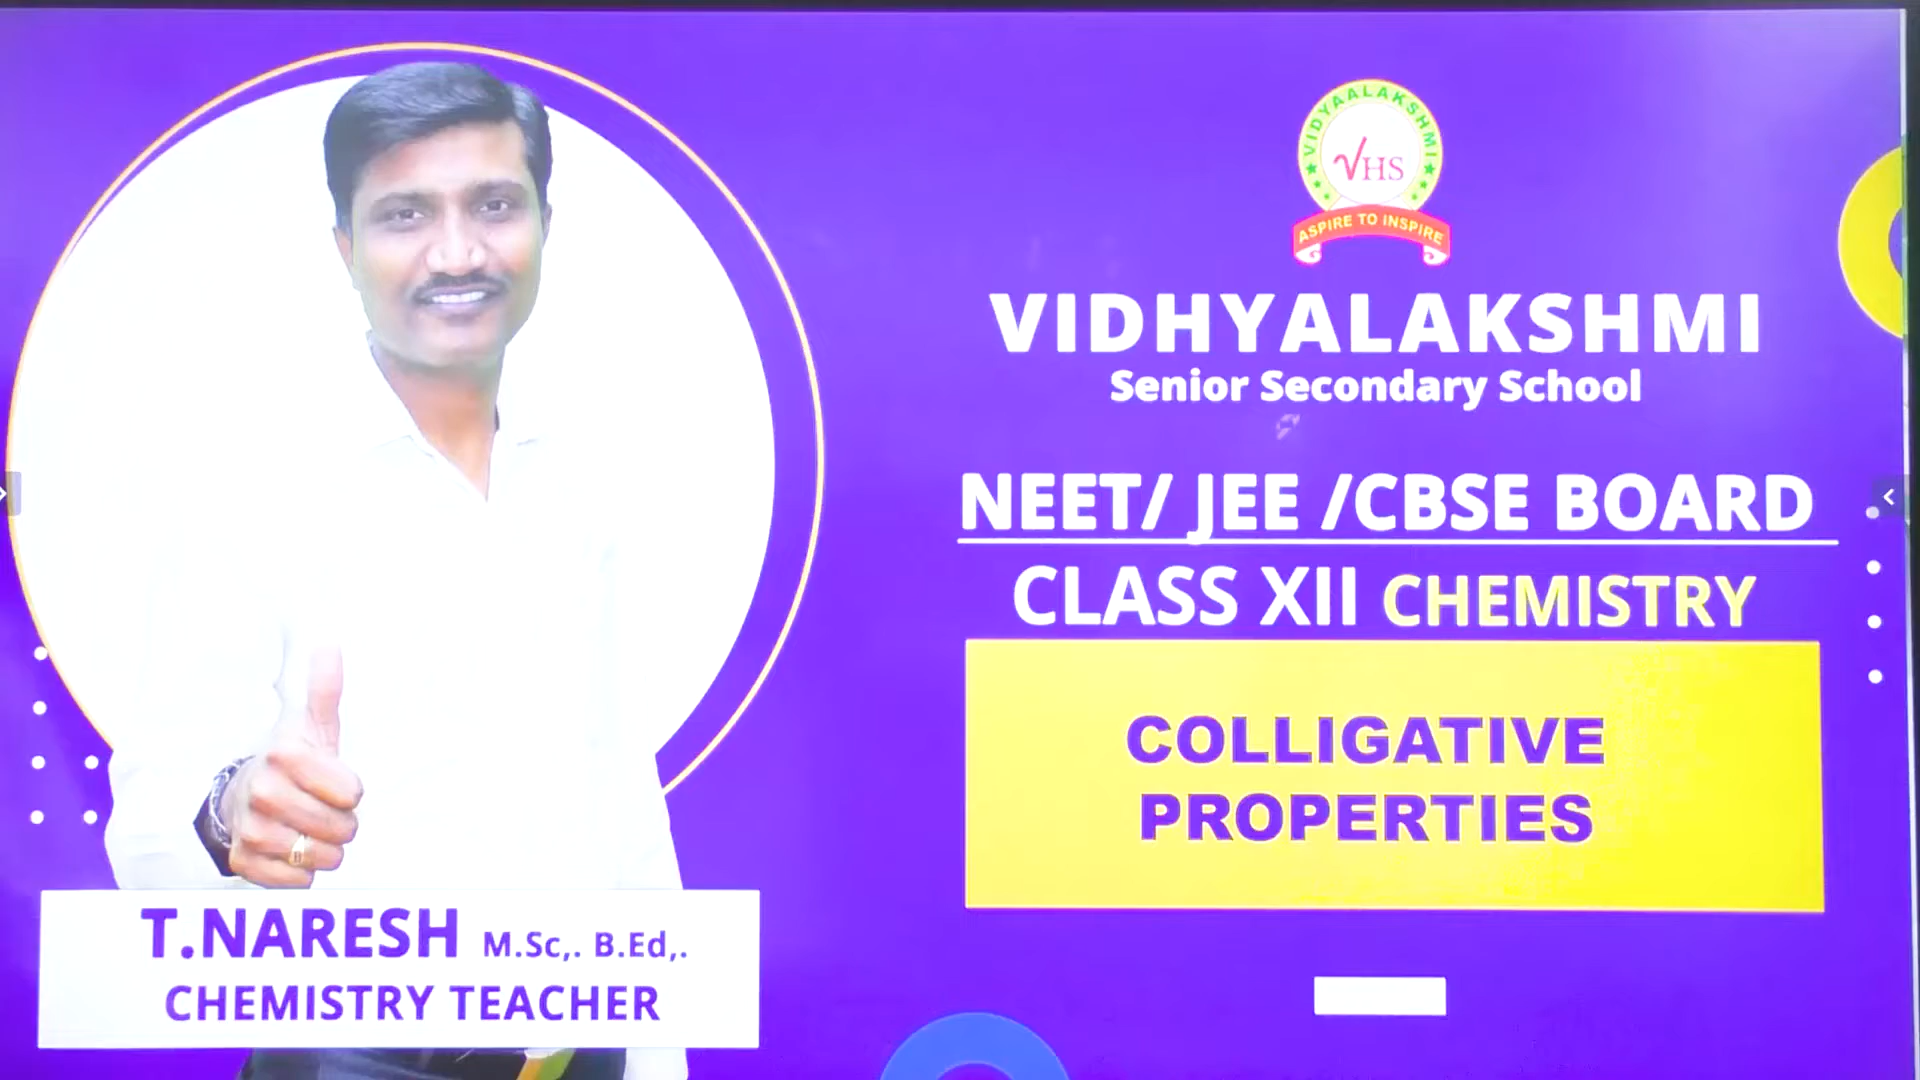 VIDYAALAKSHMI
VHS
ASPIRE TO INSPIRE
VIDHYALAKSHMI
Senior Secondary School
NEET/ JEE /CBSE BOARD
CLASS XII CHEMISTRY
COLLIGATIVE
PROPERTIES
T.NARESH M.Sc,. B.Ed,.
CHEMISTRY TEACHER